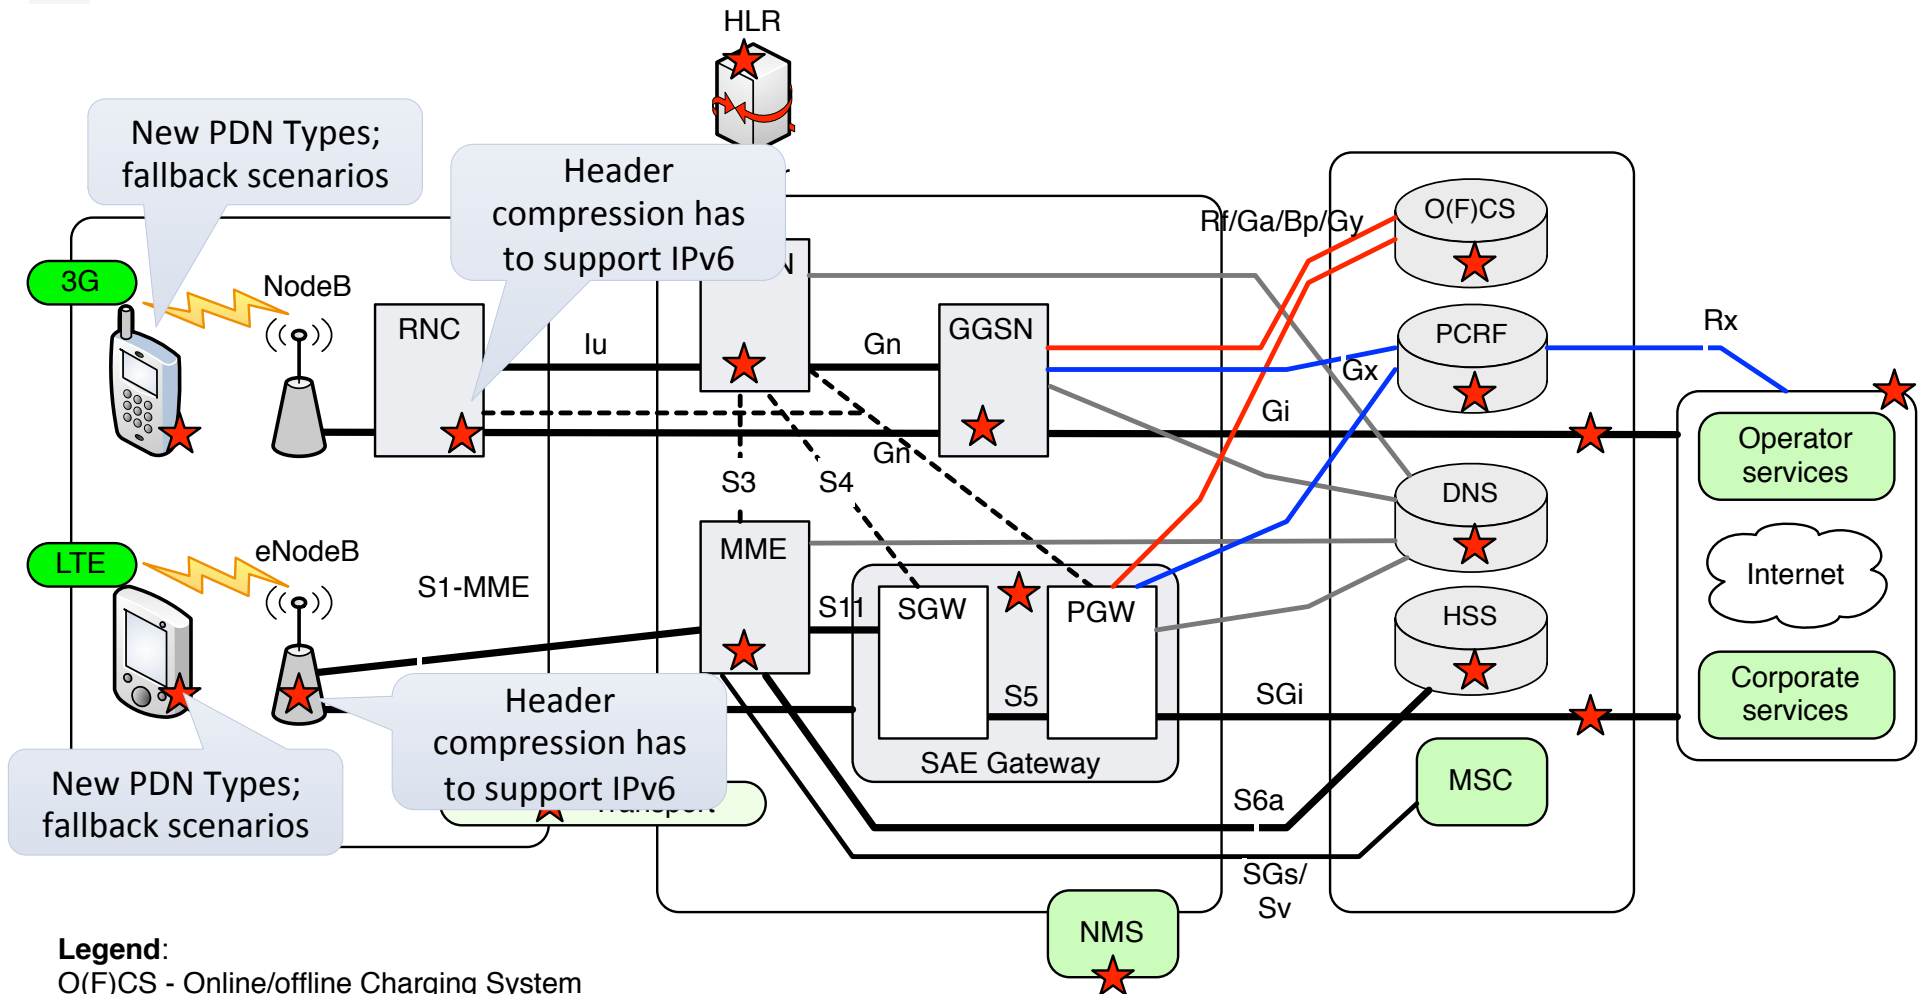 HLR
New PDN Types;
fallback scenarios
Header
compression has
to support IPv6
Rf/Ga/Bp/Gy
O(F)CS
3G
NodeB
RNC
Iu
N
Gn
GGSN
PCRF
Rx
Gx
Gi
Gn
S3
S4
Operator
services
DNS
LTE
eNodeB
S1-MME
MME
S11
SGW
PGW
Internet
HSS
S5
SGi
SAE Gateway
Corporate
services
Header
compression has
to support IPv6
New PDN Types;
fallback scenarios
MSC
S6a
SGs/
Sv
NMS
Legend:
O(F)CS - Online/offline Charging System